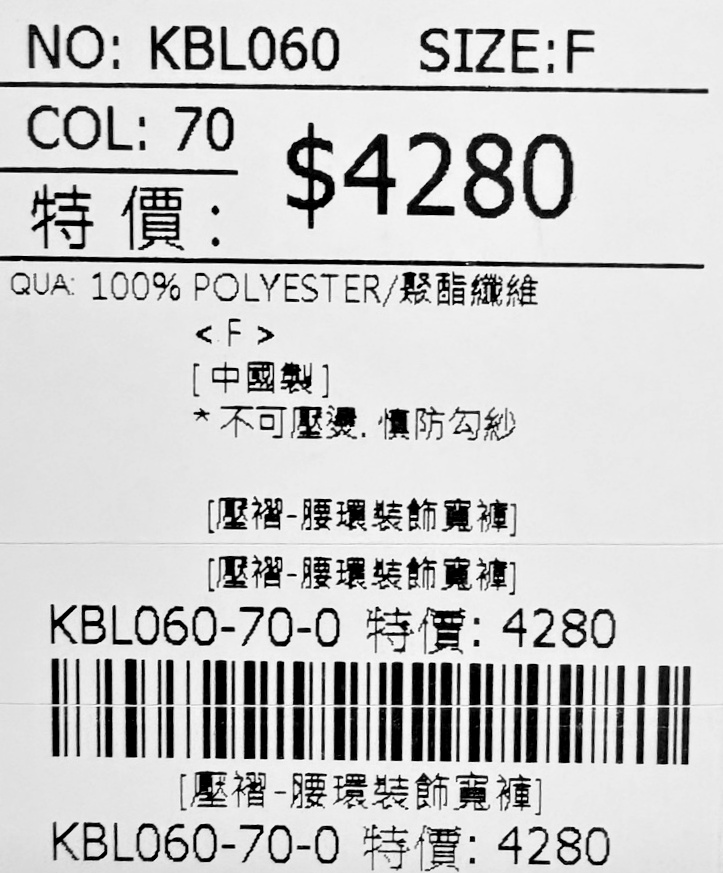 NO: KBL060 SIZE:F
COL: 70
$4280
特價:
QUA: 100% POLYESTER/聚酯纖維
< F >
[中國製]
*不可壓燙.慎防勾紗
[壓褶-腰環裝飾寬褲]
[壓褶-腰環裝飾寬褲]
KBL060-70-0 特價: 4280
[壓褶-腰環裝飾寬褲]
KBL060-70-0 特價: 4280